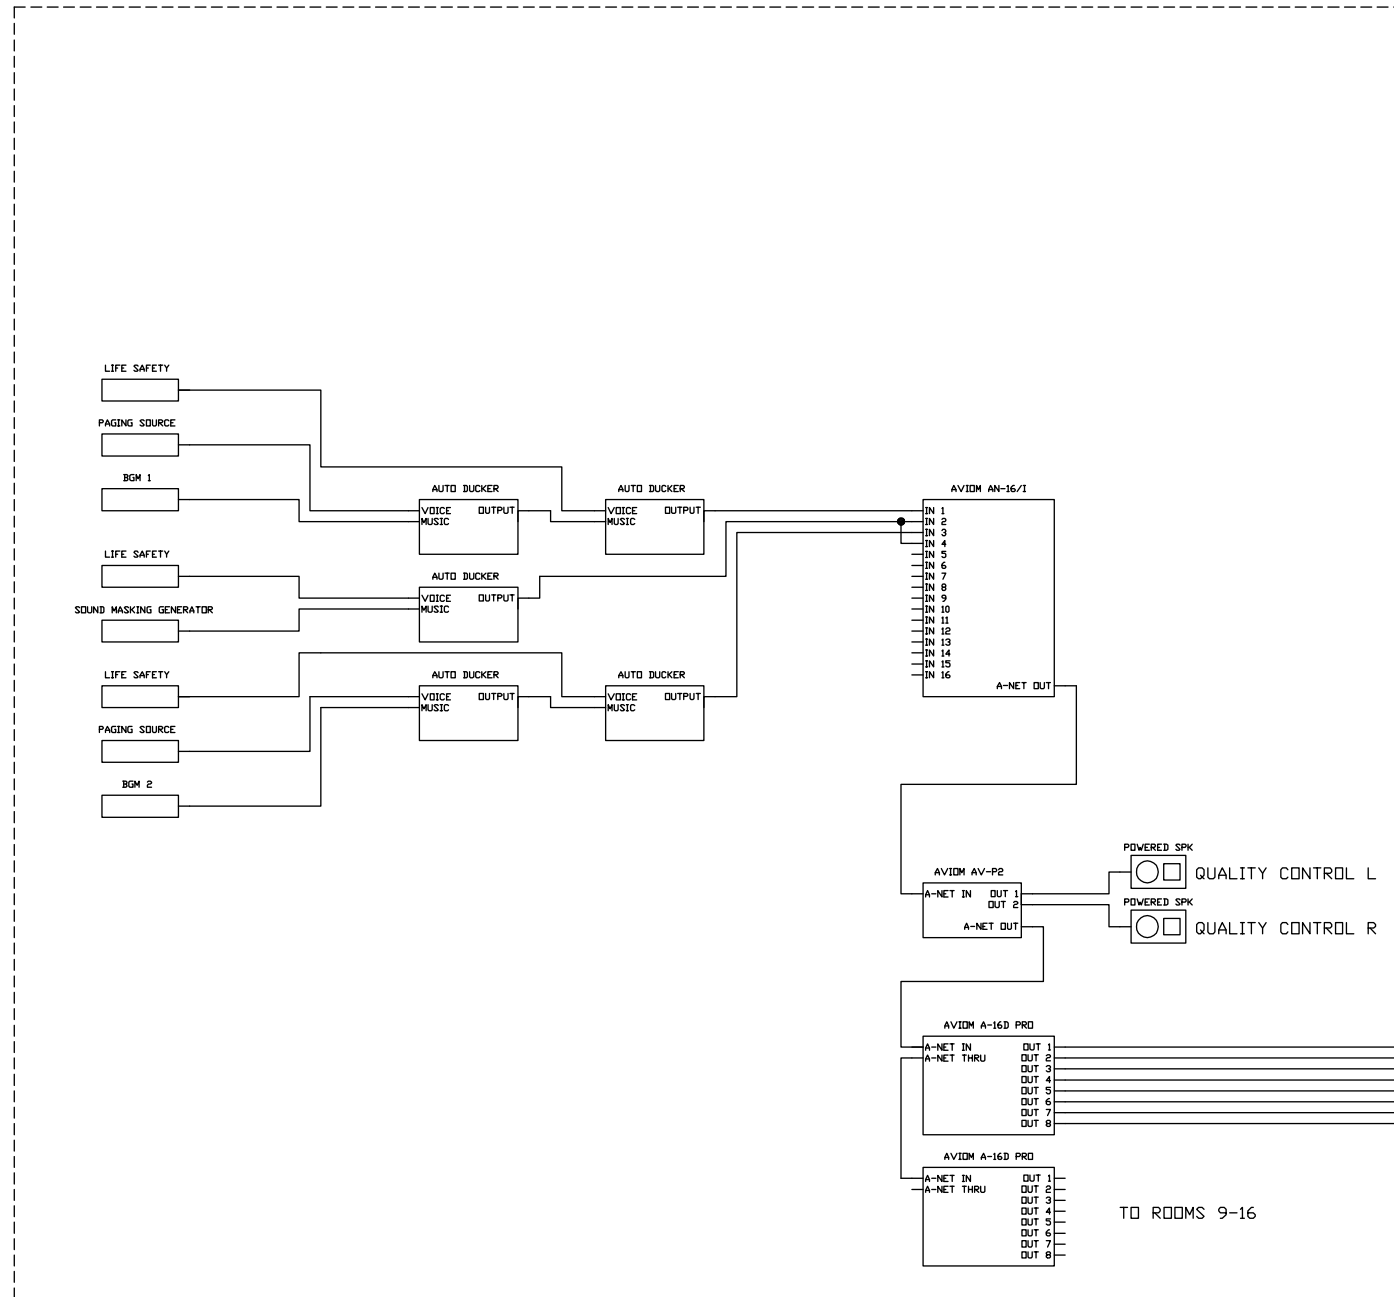 LIFE SAFETY
PAGING SOURCE
BGM 1
LIFE SAFETY
SOUND MASKING GENERATOR
LIFE SAFETY
PAGING SOURCE
BGM 2
AUTO DUCKER
VOICE OUTPUT
MUSIC
AUTO DUCKER
VOICE OUTPUT
MUSIC
AUTO DUCKER
VOICE OUTPUT
MUSIC
AUTO DUCKER
VOICE OUTPUT
MUSIC
AUTO DUCKER
VOICE OUTPUT
MUSIC
AVIOM AN-16/I
IN 1
IN 2
IN 3
IN 4
IN 5
IN 6
IN 7
IN 8
IN 9
IN 10
IN 11
IN 12
IN 13
IN 14
IN 15
IN 16
A-NET OUT
AVIOM AV-P2
A-NET IN OUT 1
OUT 2
A-NET OUT
POWERED SPK
QUALITY CONTROL L
POWERED SPK
QUALITY CONTROL R
AVIOM A-16D PRO
A-NET IN OUT 1
A-NET THRU OUT 2
OUT 3
OUT 4
OUT 5
OUT 6
OUT 7
OUT 8
AVIOM A-16D PRO
A-NET IN OUT 1
A-NET THRU OUT 2
OUT 3
OUT 4
OUT 5
OUT 6
OUT 7
OUT 8
TO ROOMS 9-16